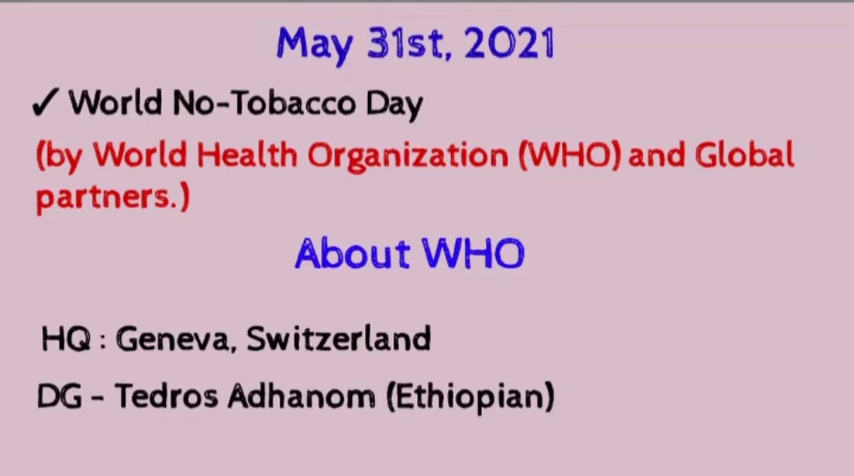 May 31st, 2021
✓ World No-Tobacco Day
(by World Health Organization (WHO) and Global
partners.)
About WHO
HQ : Geneva, Switzerland
DG - Tedros Adhanom (Ethiopian)